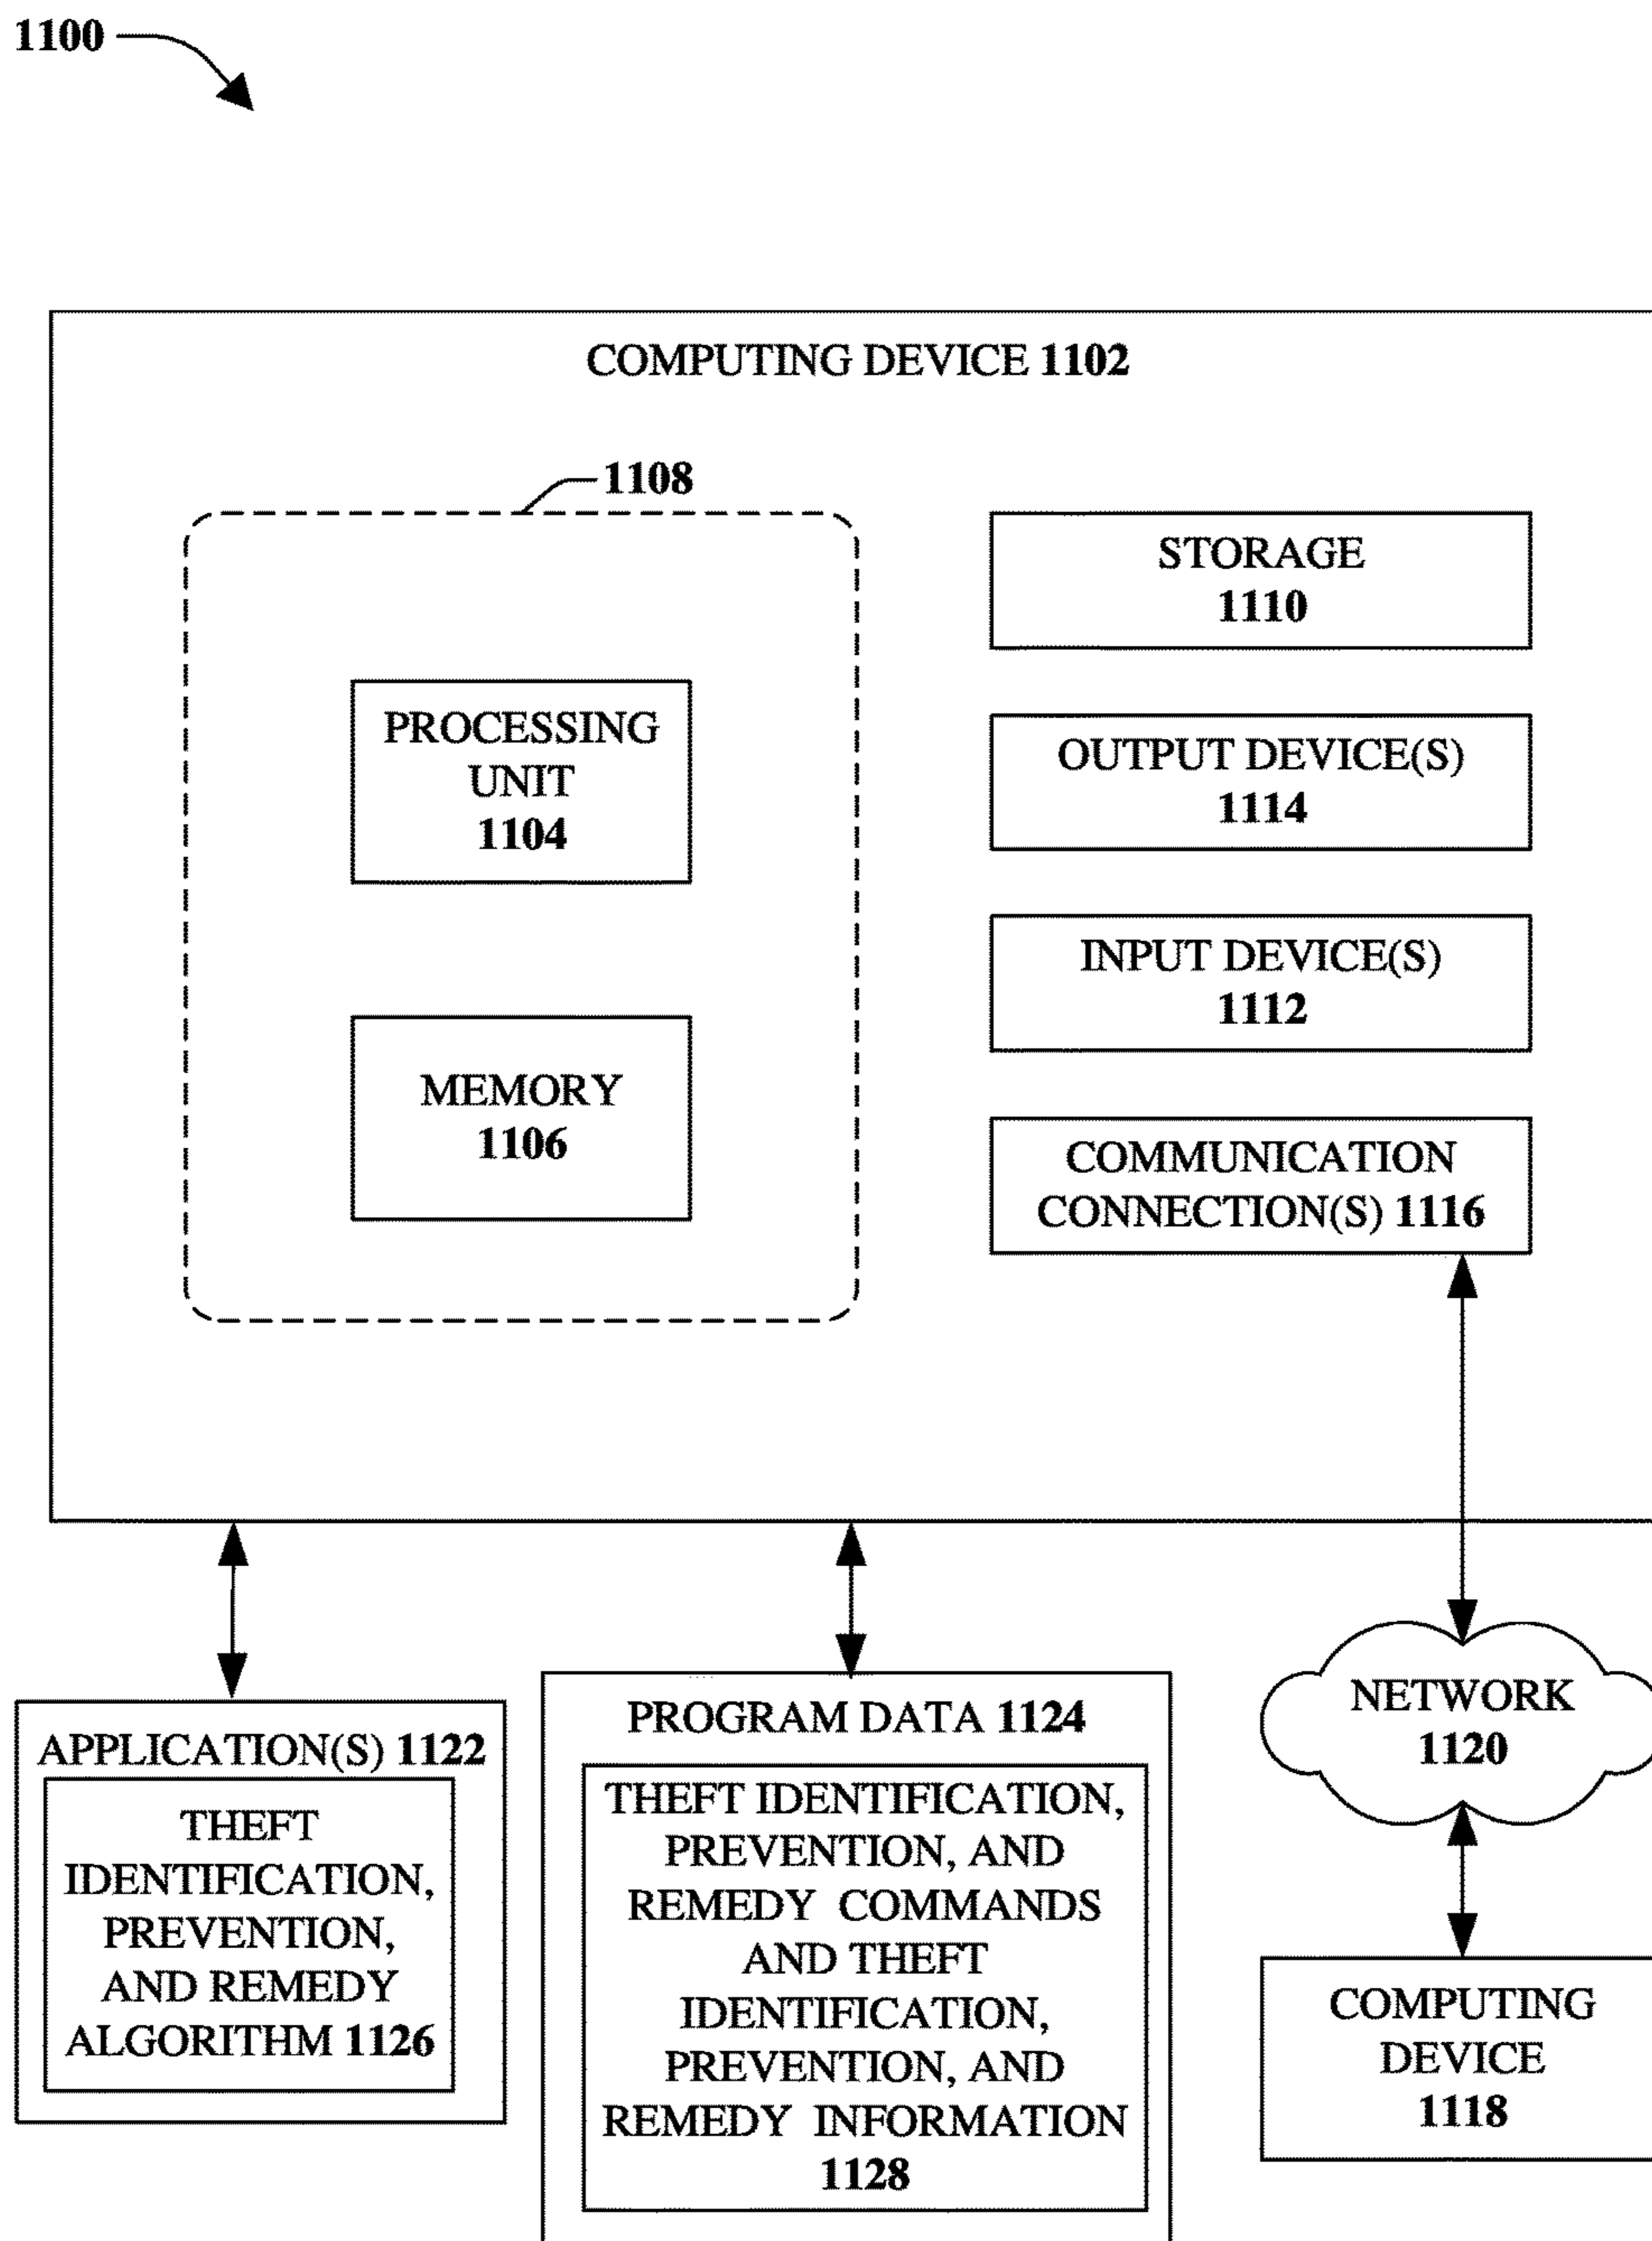 1100
COMPUTING DEVICE 1102
1108
PROCESSING
UNIT
1104
MEMORY
1106
STORAGE
1110
OUTPUT DEVICE(S)
1114
INPUT DEVICE(S)
1112
COMMUNICATION
CONNECTION(S) 1116
APPLICATION(S) 1122
THEFT
IDENTIFICATION,
PREVENTION,
AND REMEDY
ALGORITHM 1126
PROGRAM DATA 1124
THEFT IDENTIFICATION,
PREVENTION, AND
REMEDY COMMANDS
AND THEFT
IDENTIFICATION,
PREVENTION, AND
REMEDY INFORMATION
1128
NETWORK
1120
COMPUTING
DEVICE
1118